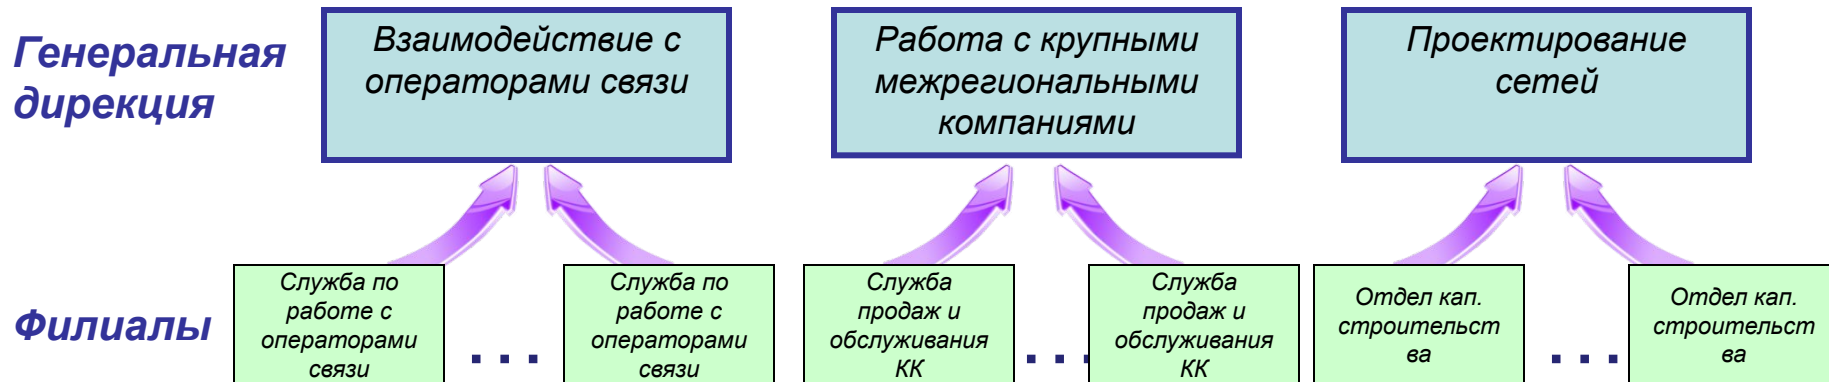 Генеральная
дирекция
Взаимодействие с
операторами связи
Работа с крупными
межрегиональными
компаниями
Проектирование
сетей
Филиалы
Служба по
работе с
операторами
связи
...
Служба по
работе с
операторами
связи
Служба
продаж и
обслуживания
КК
...
Служба
продаж и
обслуживания
КК
Отдел кап.
строительст
ва
...
Отдел кап.
строительст
ва